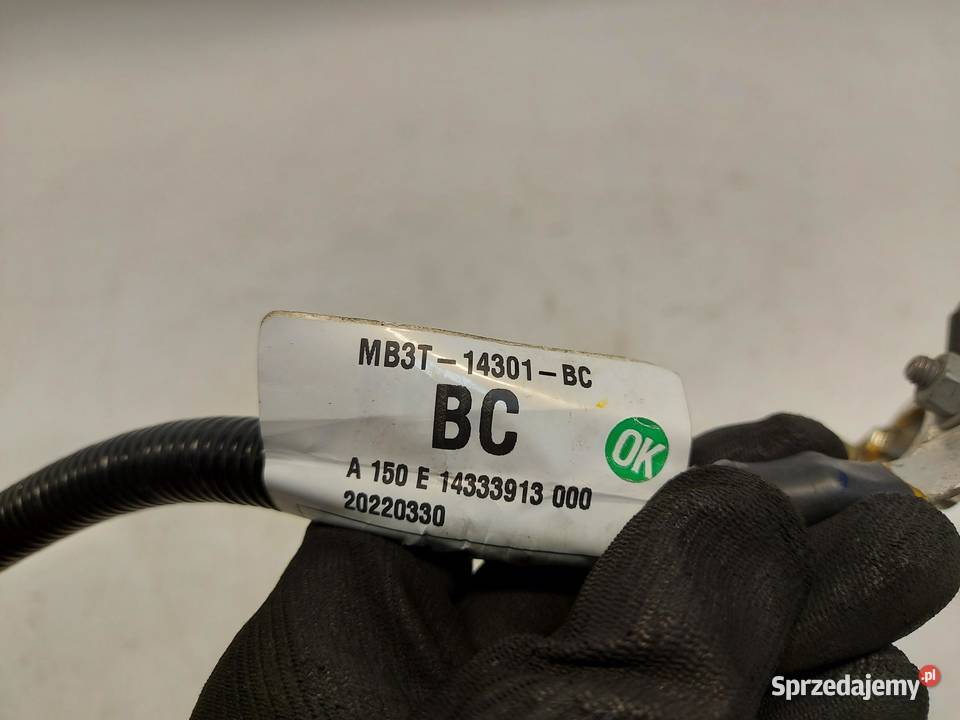 MB3T-14301-BC
BC
OK
A 150 E 14333913 000
20220330
Sprzedajemy.pl